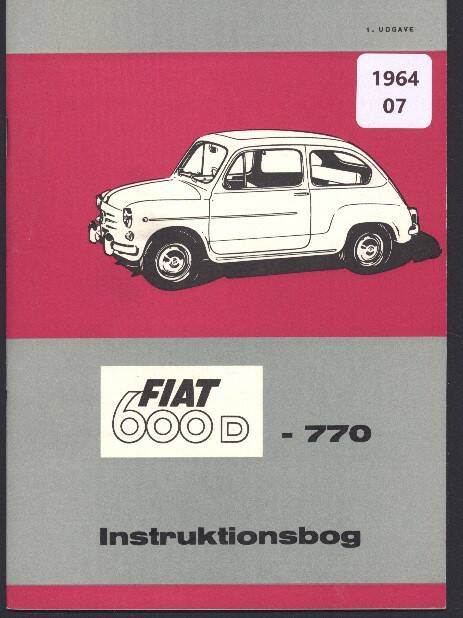 1. UDGAVE
1964
07
FIAT
600 D - 770
Instruktionsbog